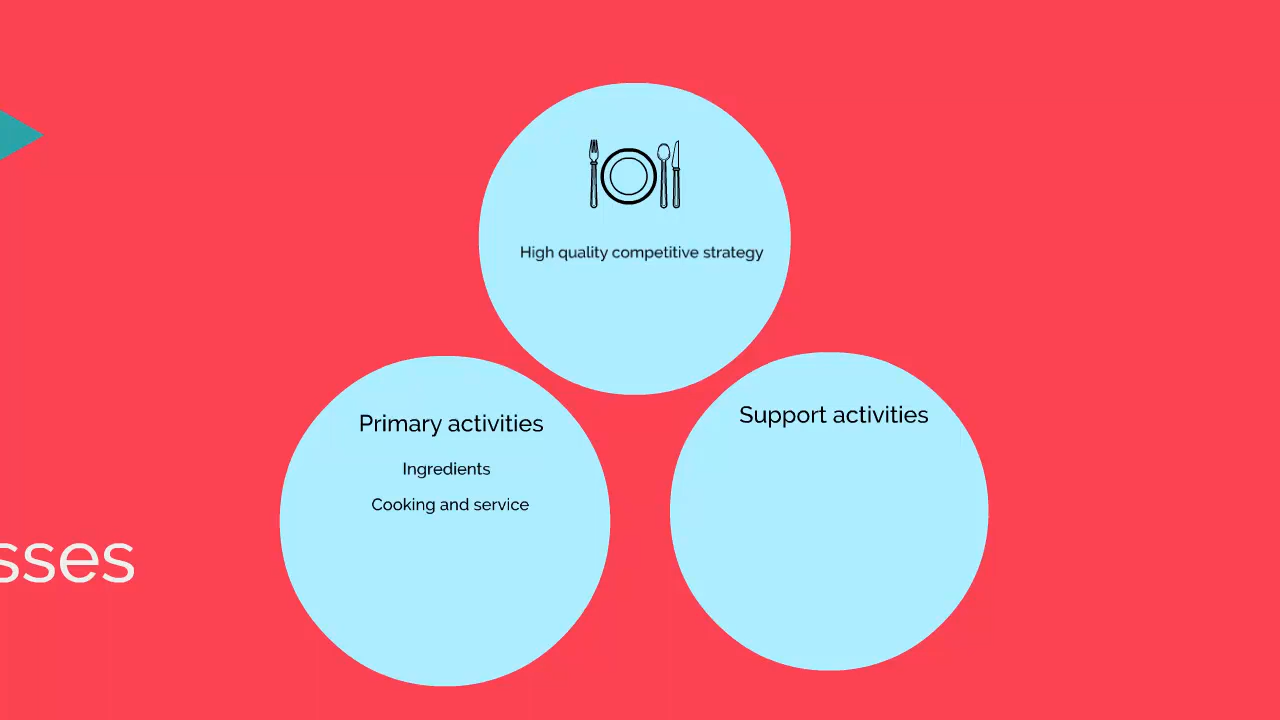 High quality competitive strategy
Primary activities
Ingredients
Cooking and service
Support activities
sses